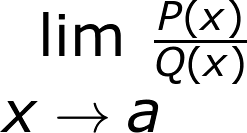 lim P(x)/Q(x)
x → a